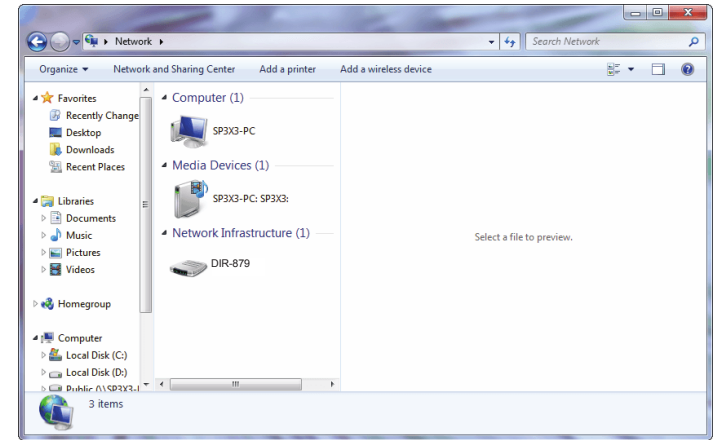 Network
Search Network
Organize
Network and Sharing Center
Add a printer
Add a wireless device
Favorites
Recently Change
Desktop
Downloads
Recent Places
Libraries
Documents
Music
Pictures
Videos
Homegroup
Computer
Local Disk (C:)
Local Disk (D:)
Public (\\SP3X3-
Computer (1)
SP3X3-PC
Media Devices (1)
SP3X3-PC: SP3X3:
Network Infrastructure (1)
DIR-879
Select a file to preview.
3 items